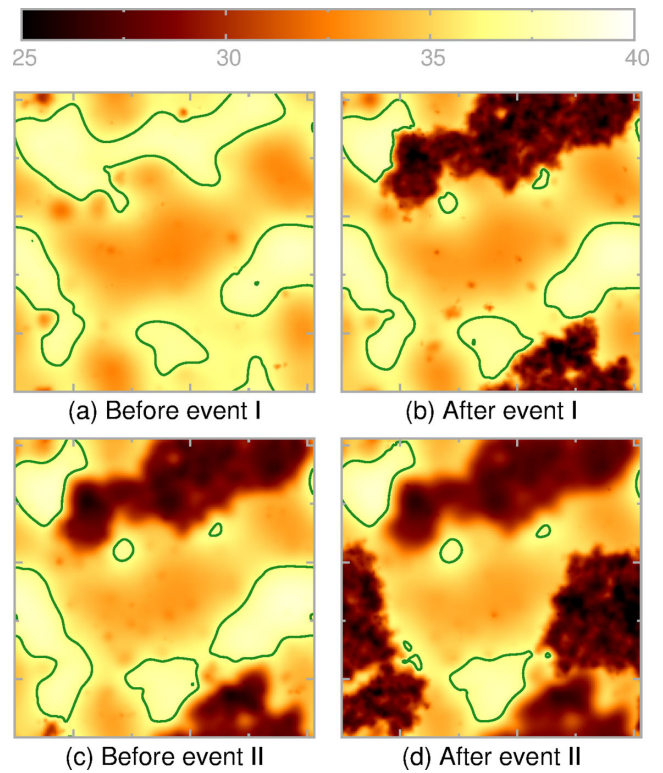 25 30 35 40
(a) Before event I
(b) After event I
(c) Before event II
(d) After event II